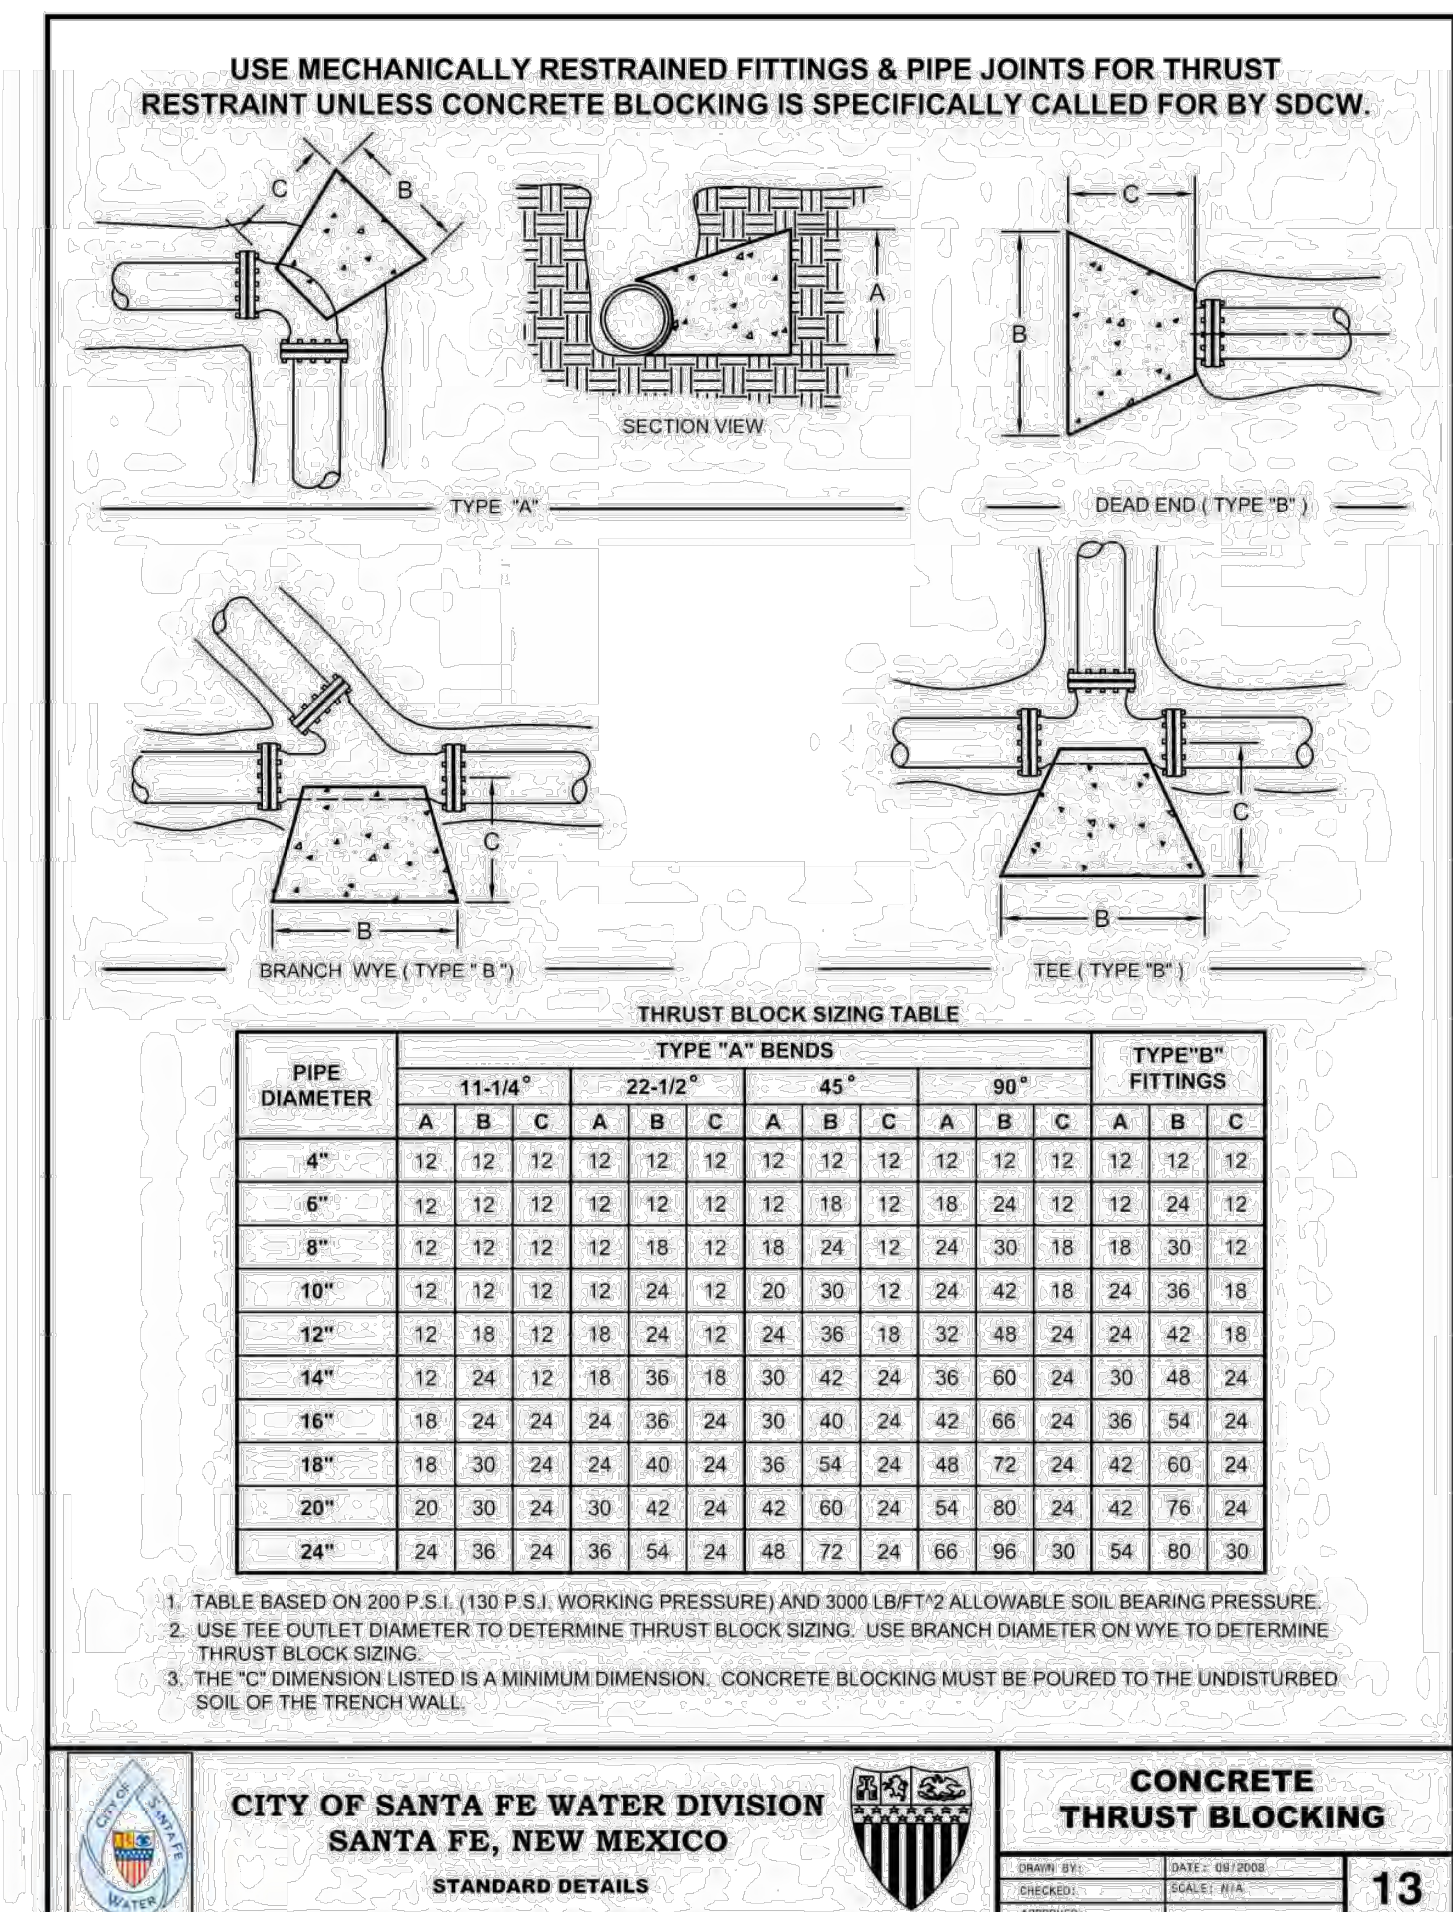 USE MECHANICALLY RESTRAINED FITTINGS & PIPE JOINTS FOR THRUST
RESTRAINT UNLESS CONCRETE BLOCKING IS SPECIFICALLY CALLED FOR BY SDCW.
C
B
A
SECTION VIEW
TYPE "A"
C
B
DEAD END ( TYPE "B" )
C
B
BRANCH WYE ( TYPE " B ")
C
B
TEE ( TYPE "B" )
THRUST BLOCK SIZING TABLE
PIPE
DIAMETER
TYPE "A" BENDS
TYPE"B"
FITTINGS
11-1/4° 22-1/2° 45° 90°
A B C A B C A B C A B C A B C
4" 12 12 12 12 12 12 12 12 12 12 12 12 12 12 12
6" 12 12 12 12 12 12 12 18 12 18 24 12 12 24 12
8" 12 12 12 12 18 12 18 24 12 24 30 18 18 30 12
10" 12 12 12 12 24 12 20 30 12 24 42 18 24 36 18
12" 12 18 12 18 24 12 24 36 18 32 48 24 24 42 18
14" 12 24 12 18 36 18 30 42 24 36 60 24 30 48 24
16" 18 24 24 24 36 24 30 40 24 42 66 24 36 54 24
18" 18 30 24 24 40 24 36 54 24 48 72 24 42 60 24
20" 20 30 24 30 42 24 42 60 24 54 80 24 42 76 24
24" 24 36 24 36 54 24 48 72 24 66 96 30 54 80 30
1. TABLE BASED ON 200 P.S.I. (130 P.S.I. WORKING PRESSURE) AND 3000 LB/FT^2 ALLOWABLE SOIL BEARING PRESSURE.
2. USE TEE OUTLET DIAMETER TO DETERMINE THRUST BLOCK SIZING. USE BRANCH DIAMETER ON WYE TO DETERMINE
THRUST BLOCK SIZING.
3. THE "C" DIMENSION LISTED IS A MINIMUM DIMENSION. CONCRETE BLOCKING MUST BE POURED TO THE UNDISTURBED
SOIL OF THE TRENCH WALL.
CITY OF SANTA FE
WATER
CITY OF SANTA FE WATER DIVISION
SANTA FE, NEW MEXICO
STANDARD DETAILS
CONCRETE
THRUST BLOCKING
DRAWN BY:
DATE: 09/2008
CHECKED:
SCALE: N/A
13